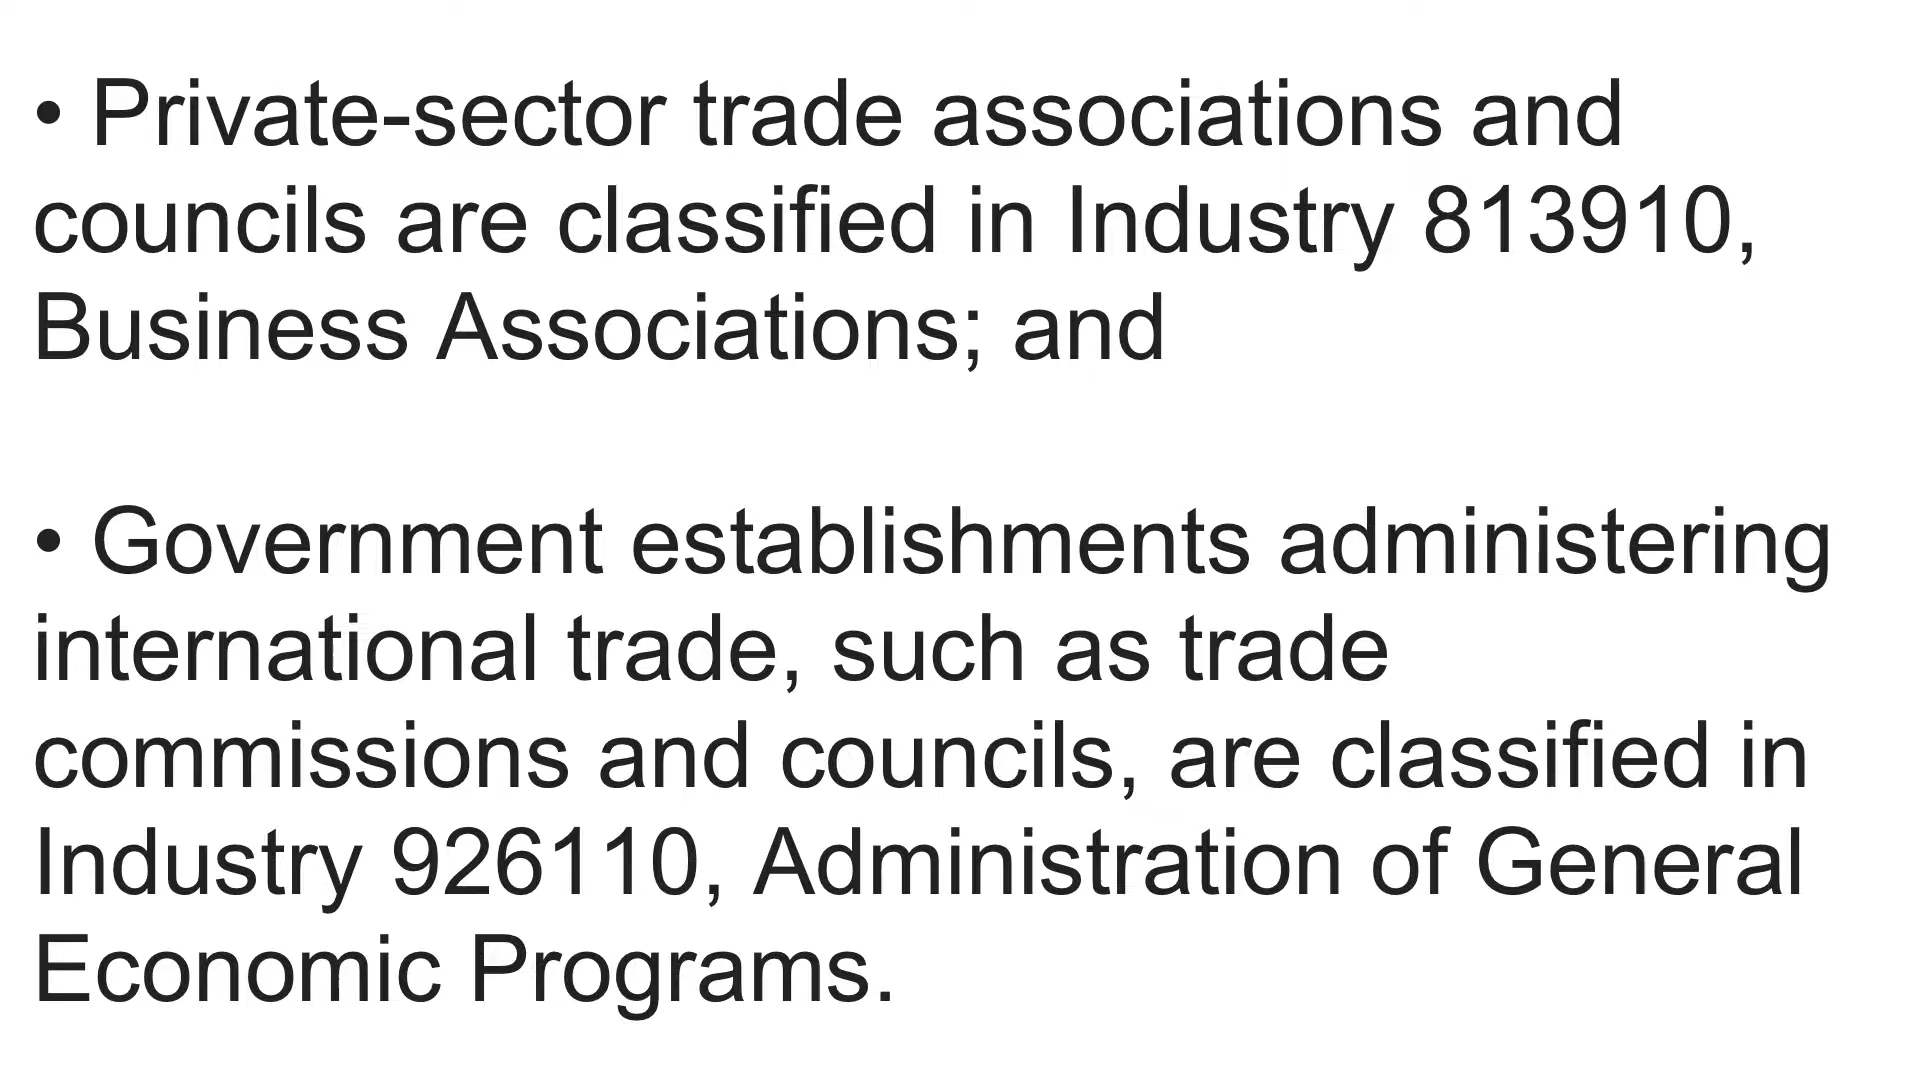 • Private-sector trade associations and
councils are classified in Industry 813910,
Business Associations; and
• Government establishments administering
international trade, such as trade
commissions and councils, are classified in
Industry 926110, Administration of General
Economic Programs.